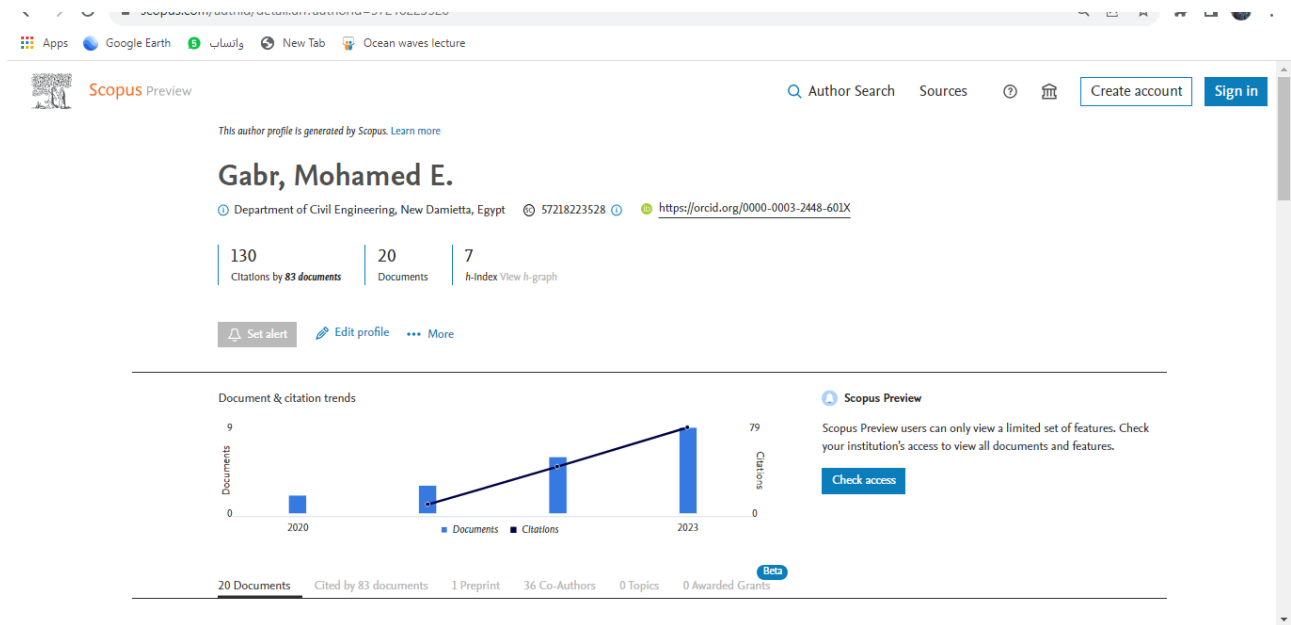 Apps Google Earth واتساب New Tab Ocean waves lecture
Scopus Preview Author Search Sources Create account Sign in
This author profile is generated by Scopus. Learn more
Gabr, Mohamed E.
Department of Civil Engineering, New Damietta, Egypt 57218223528 https://orcid.org/0000-0003-2448-601X
130 20 7
Citations by 83 documents Documents h-Index View h-graph
Set alert Edit profile More
Document & citation trends
9 79
Documents Citations
0 0
2020 2023
Documents Citations
Scopus Preview
Scopus Preview users can only view a limited set of features. Check
your institution's access to view all documents and features.
Check access
Beta
20 Documents Cited by 83 documents 1 Preprint 36 Co-Authors 0 Topics 0 Awarded Grants